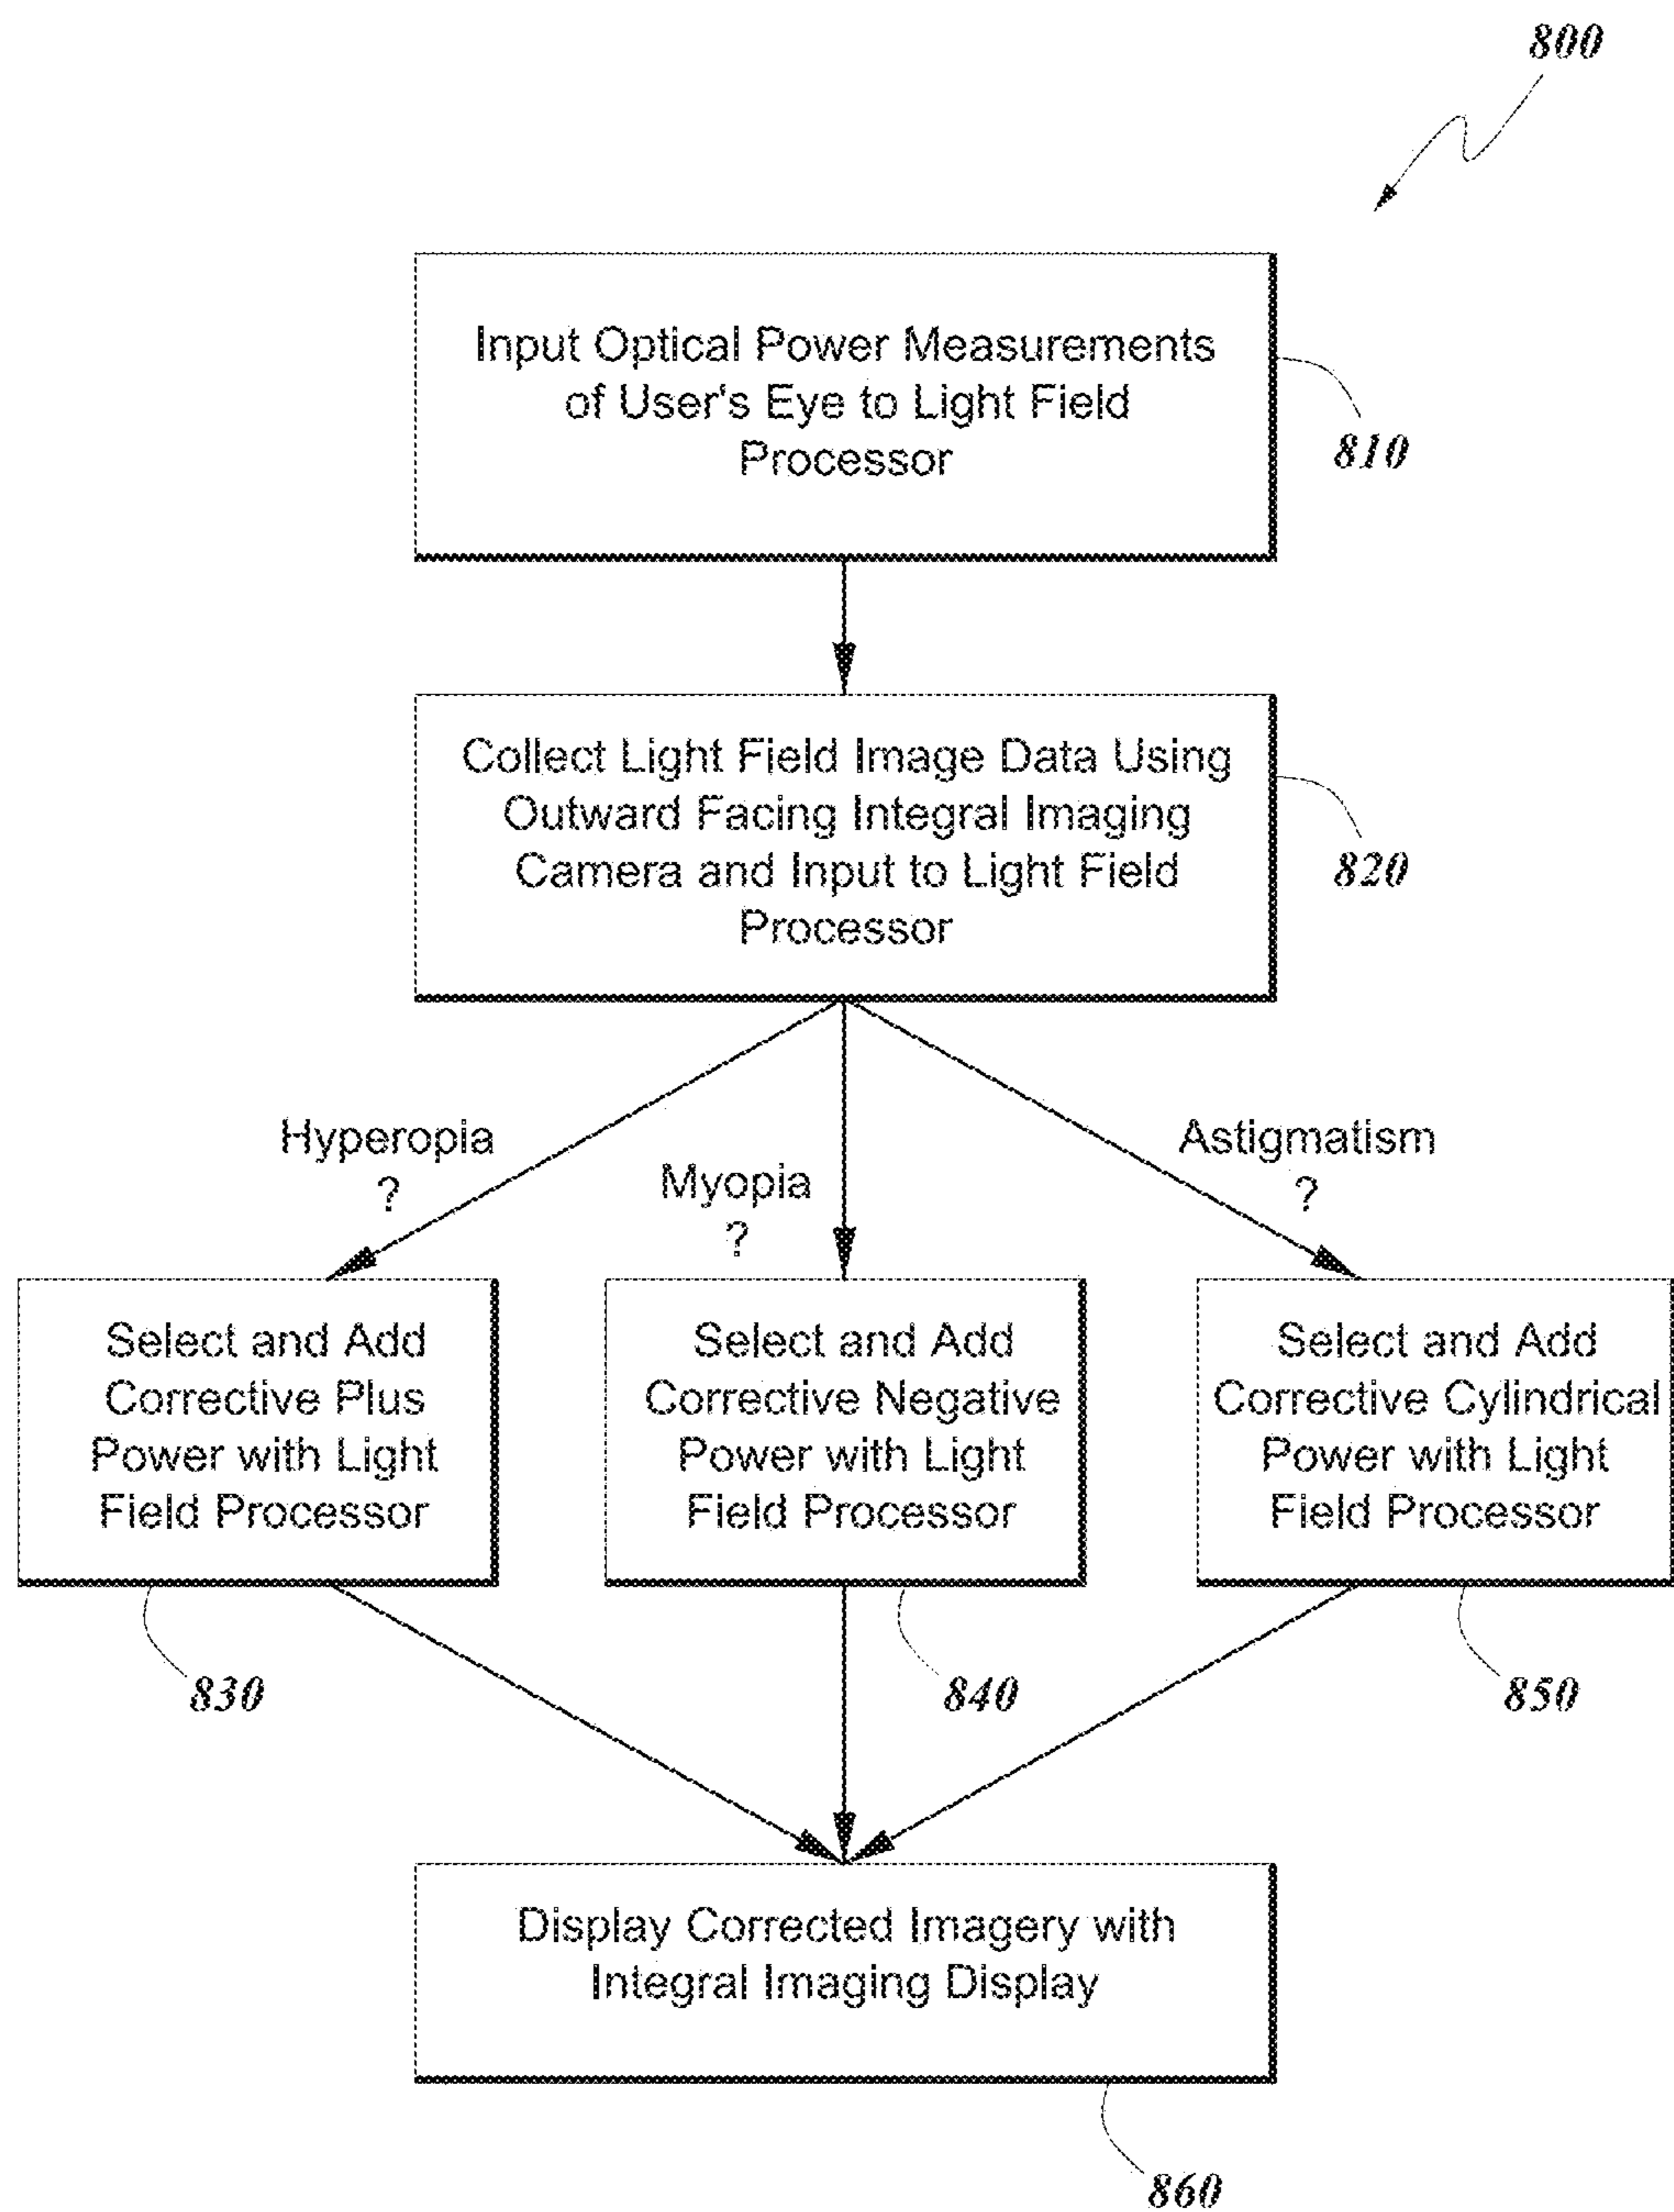 800
Input Optical Power Measurements
of User's Eye to Light Field
Processor
810
Collect Light Field Image Data Using
Outward Facing Integral Imaging
Camera and Input to Light Field
Processor
820
Hyperopia
?
Myopia
?
Astigmatism
?
Select and Add
Corrective Plus
Power with Light
Field Processor
830
Select and Add
Corrective Negative
Power with Light
Field Processor
840
Select and Add
Corrective Cylindrical
Power with Light
Field Processor
850
Display Corrected Imagery with
Integral Imaging Display
860